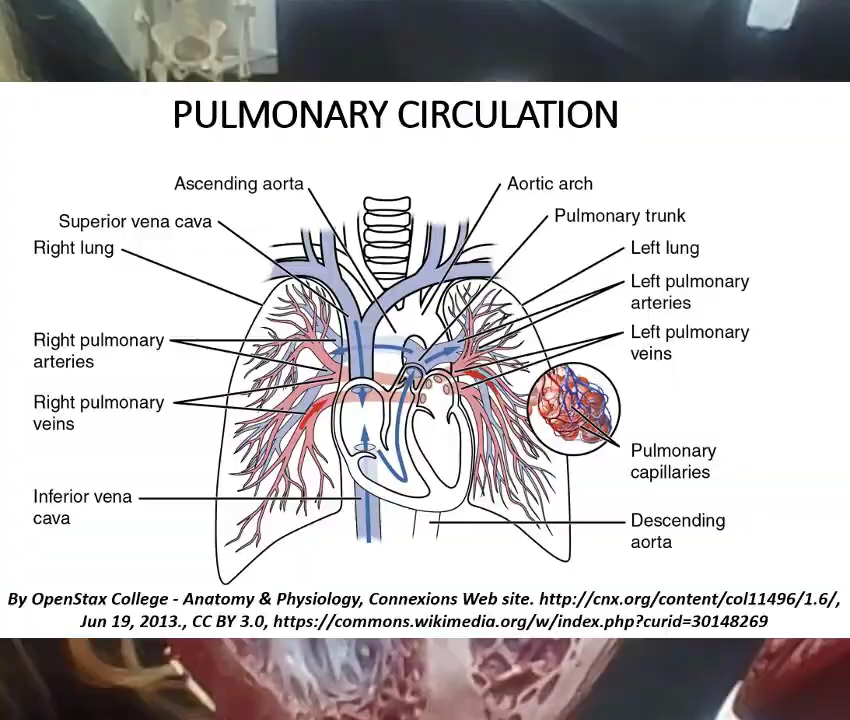 PULMONARY CIRCULATION
Ascending aorta
Aortic arch
Superior vena cava
Pulmonary trunk
Right lung
Left lung
Left pulmonary
arteries
Right pulmonary
arteries
Left pulmonary
veins
Right pulmonary
veins
Pulmonary
capillaries
Inferior vena
cava
Descending
aorta
By OpenStax College - Anatomy & Physiology, Connexions Web site. http://cnx.org/content/col11496/1.6/,
Jun 19, 2013., CC BY 3.0, https://commons.wikimedia.org/w/index.php?curid=30148269